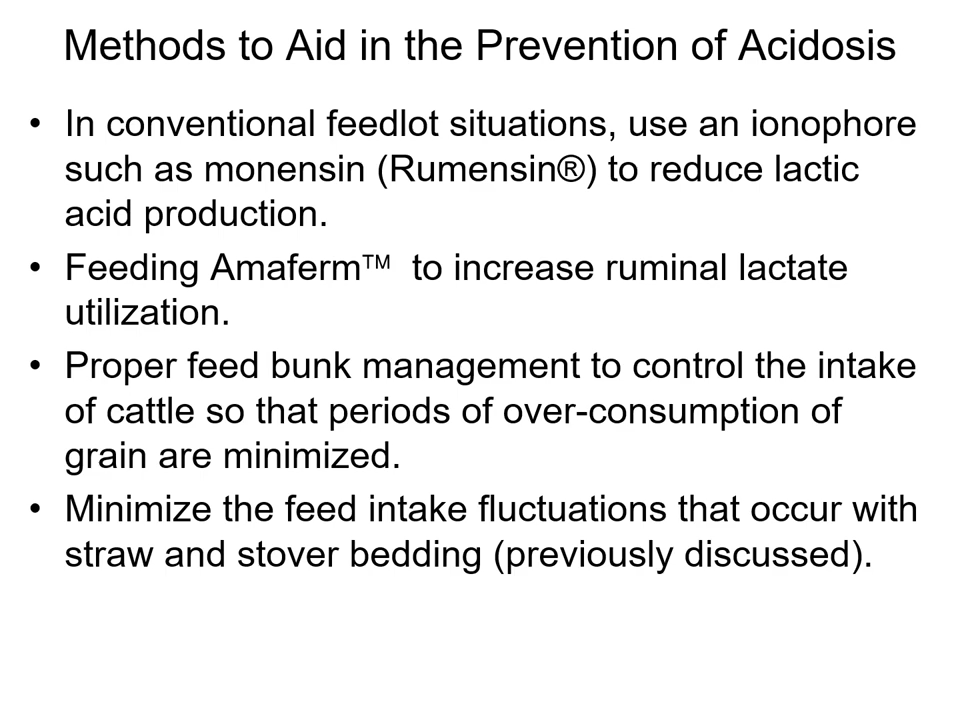 Methods to Aid in the Prevention of Acidosis
• In conventional feedlot situations, use an ionophore
such as monensin (Rumensin®) to reduce lactic
acid production.
• Feeding Amaferm™ to increase ruminal lactate
utilization.
• Proper feed bunk management to control the intake
of cattle so that periods of over-consumption of
grain are minimized.
• Minimize the feed intake fluctuations that occur with
straw and stover bedding (previously discussed).